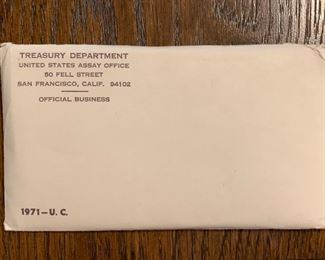 TREASURY DEPARTMENT
UNITED STATES ASSAY OFFICE
50 FELL STREET
SAN FRANCISCO, CALIF. 94102
OFFICIAL BUSINESS
1971-U. C.